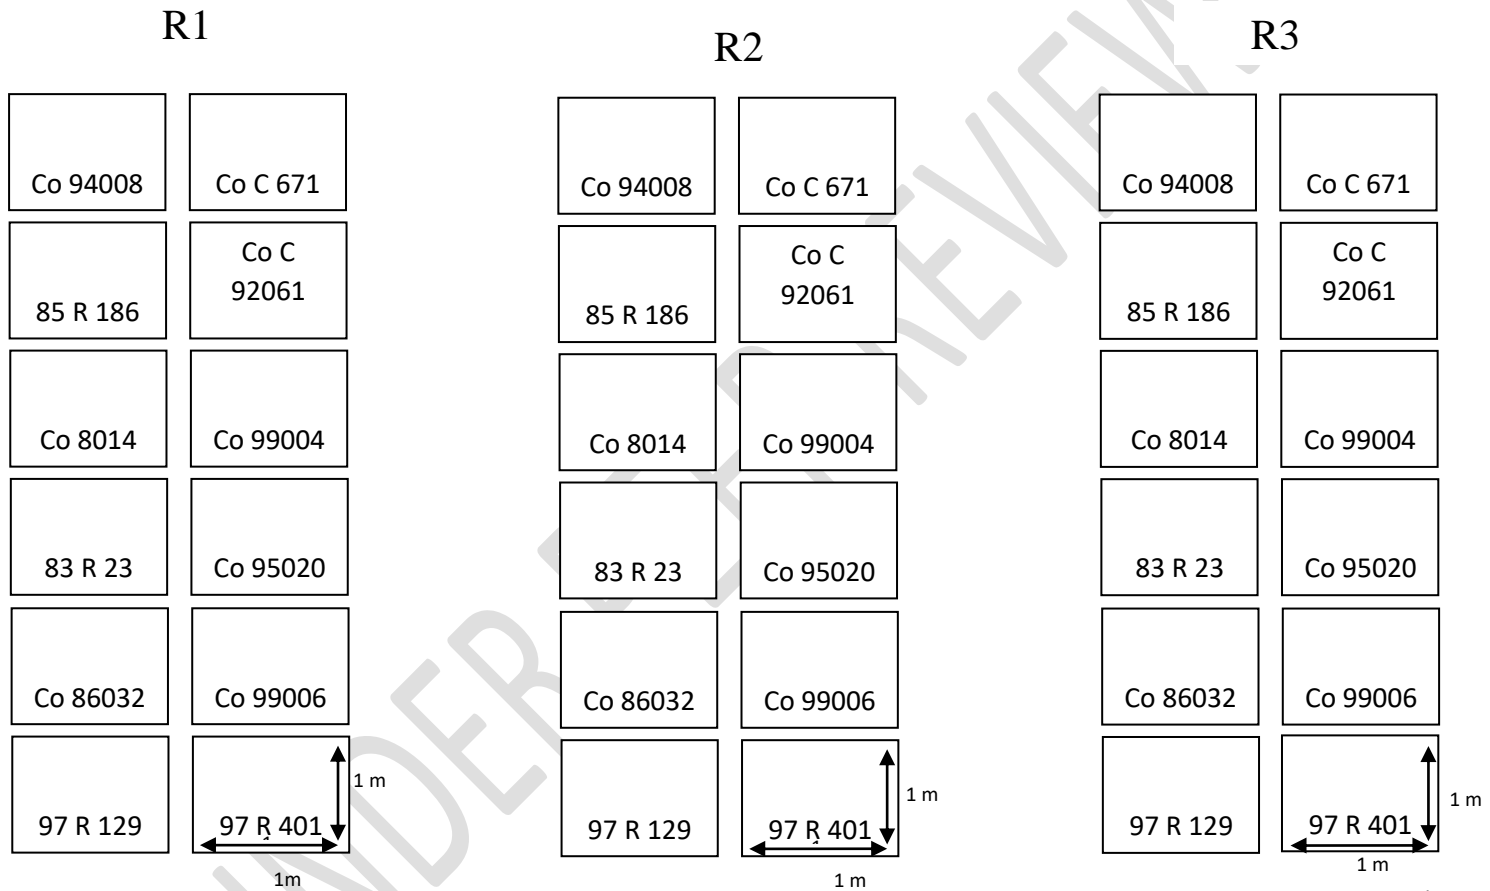 R1
Co 94008
Co C 671
85 R 186
Co C
92061
Co 8014
Co 99004
83 R 23
Co 95020
Co 86032
Co 99006
97 R 129
97 R 401
1 m
1m
R2
Co 94008
Co C 671
85 R 186
Co C
92061
Co 8014
Co 99004
83 R 23
Co 95020
Co 86032
Co 99006
97 R 129
97 R 401
1 m
1 m
R3
Co 94008
Co C 671
85 R 186
Co C
92061
Co 8014
Co 99004
83 R 23
Co 95020
Co 86032
Co 99006
97 R 129
97 R 401
1 m
1 m
UNDER PEER REVIEW